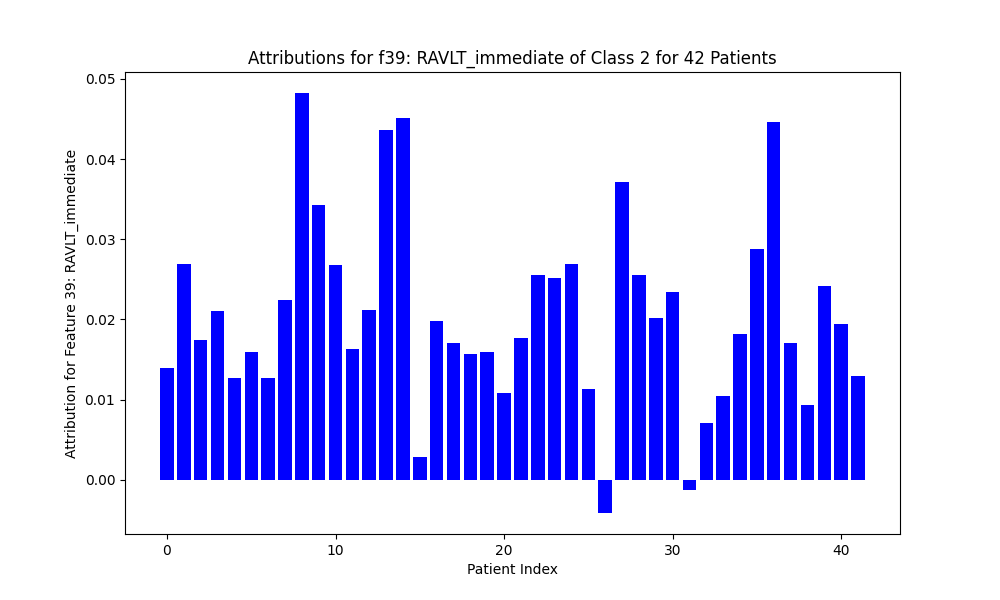 Attributions for f39: RAVLT_immediate of Class 2 for 42 Patients
Attribution for Feature 39: RAVLT_immediate
0.05
0.04
0.03
0.02
0.01
0.00
0 10 20 30 40
Patient Index